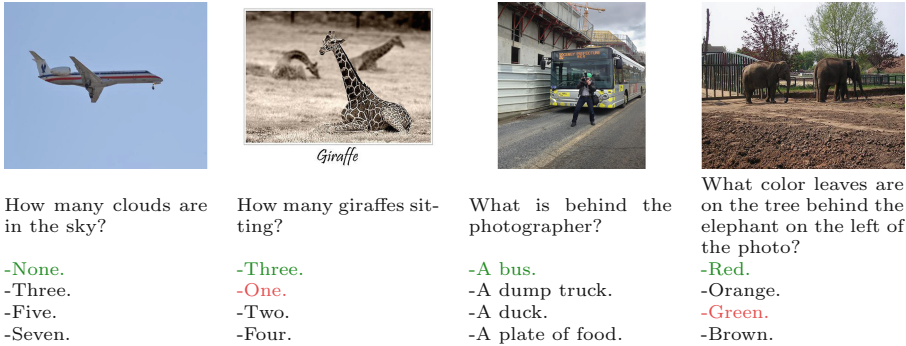 Giraffe
How many clouds are
in the sky?
-None.
-Three.
-Five.
-Seven.
How many giraffes sit-
ting?
-Three.
-One.
-Two.
-Four.
What is behind the
photographer?
-A bus.
-A dump truck.
-A duck.
-A plate of food.
What color leaves are
on the tree behind the
elephant on the left of
the photo?
-Red.
-Orange.
-Green.
-Brown.